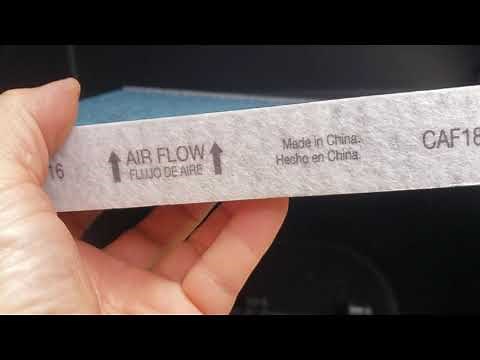 16
AIR FLOW
FLUJO DE AIRE
Made in China.
Hecho en China.
CAF18